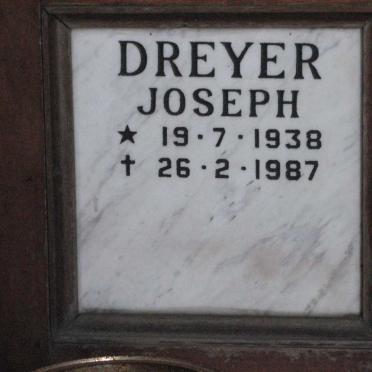 DREYER
JOSEPH
★ 19·7·1938
✝ 26·2·1987